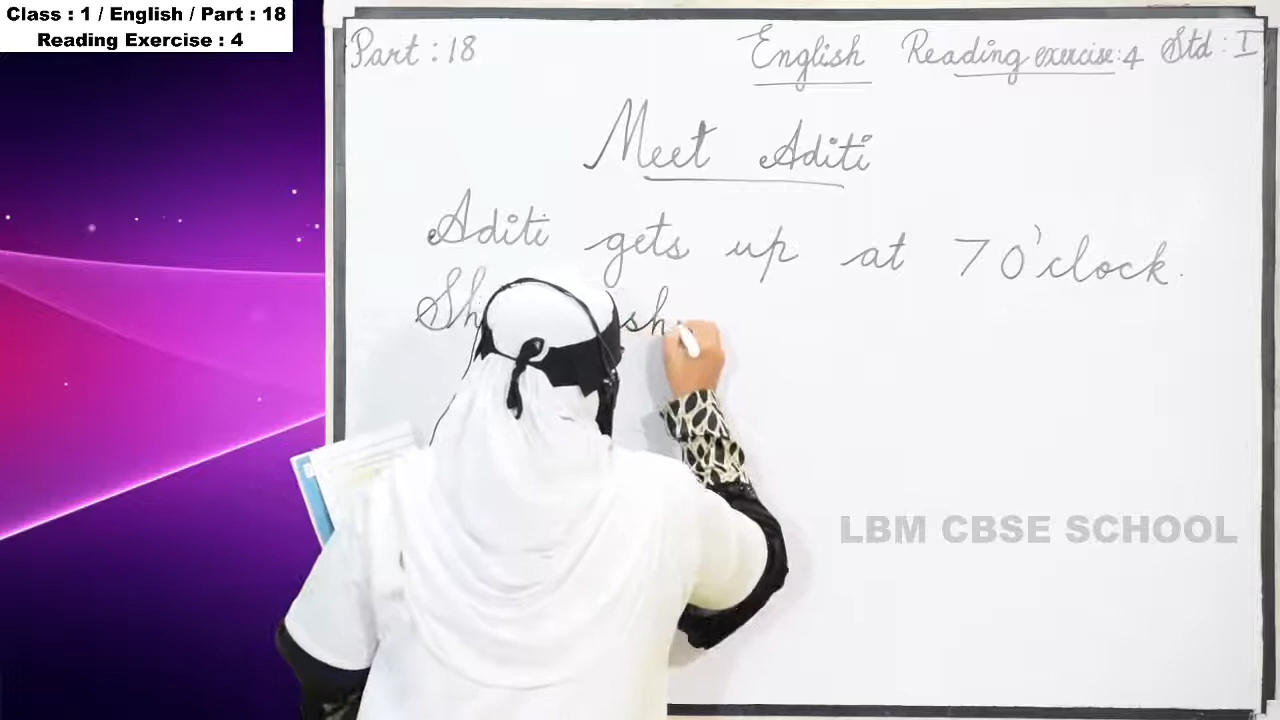 Class : 1 / English / Part : 18
Reading Exercise : 4
Part : 18 English Reading exercise: 4 Std : I
Meet Aditi
Aditi gets up at 7 O'clock.
LBM CBSE SCHOOL